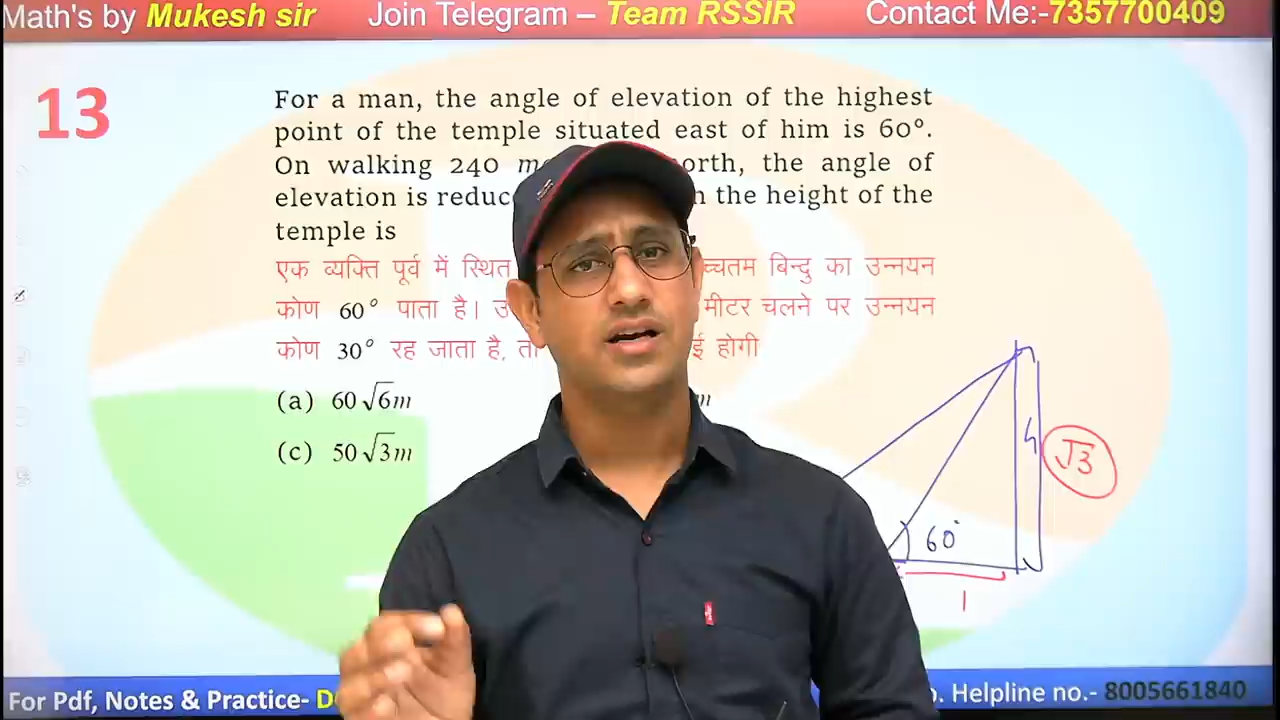 Math's by Mukesh sir Join Telegram – Team RSSIR Contact Me:-7357700409
13
For a man, the angle of elevation of the highest
point of the temple situated east of him is 60°.
On walking 240 the angle of
elevation is the height of the
temple is
एक व्यक्ति पूर्व में स्थित बिन्दु का उन्नयन
कोण 60° पाता है। मीटर चलने पर उन्नयन
कोण 30° रह जाता है, होगी
(a) 60√6m m
(c) 50√3m
h
√3
60°
1
For Pdf, Notes & Practice- Helpline no.- 8005661840